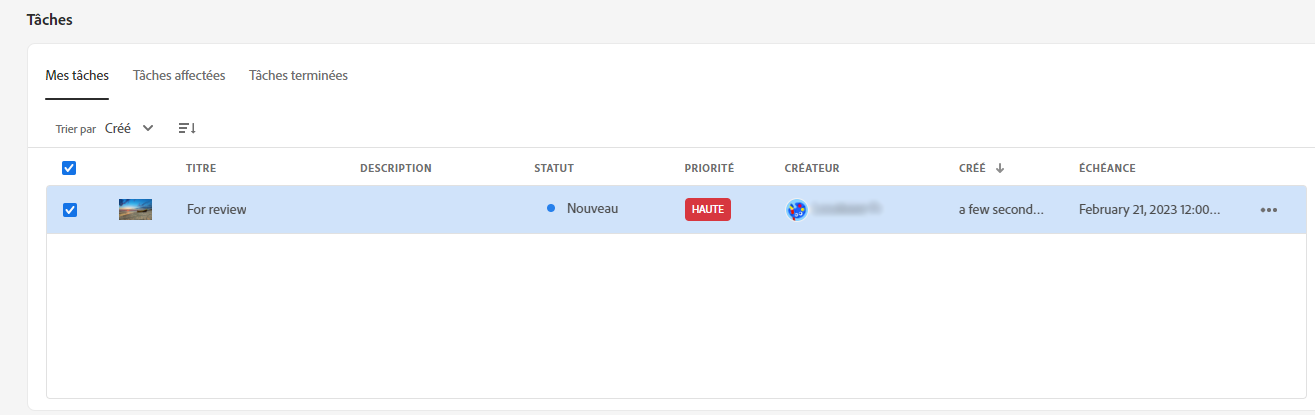 Tâches
Mes tâches Tâches affectées Tâches terminées
Trier par Créé
TITRE DESCRIPTION STATUT PRIORITÉ CRÉATEUR CRÉÉ ÉCHÉANCE
For review Nouveau HAUTE a few second... February 21, 2023 12:00...